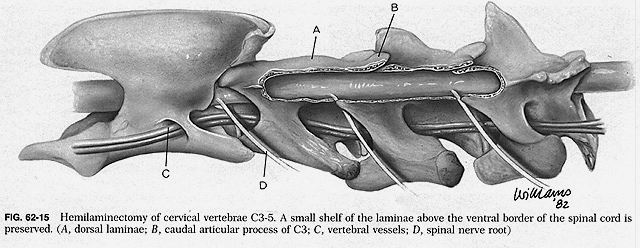 A
B
C
D
Williams
'82
FIG. 62-15 Hemilaminectomy of cervical vertebrae C3-5. A small shelf of the laminae above the ventral border of the spinal cord is
preserved. (A, dorsal laminae; B, caudal articular process of C3; C, vertebral vessels; D, spinal nerve root)